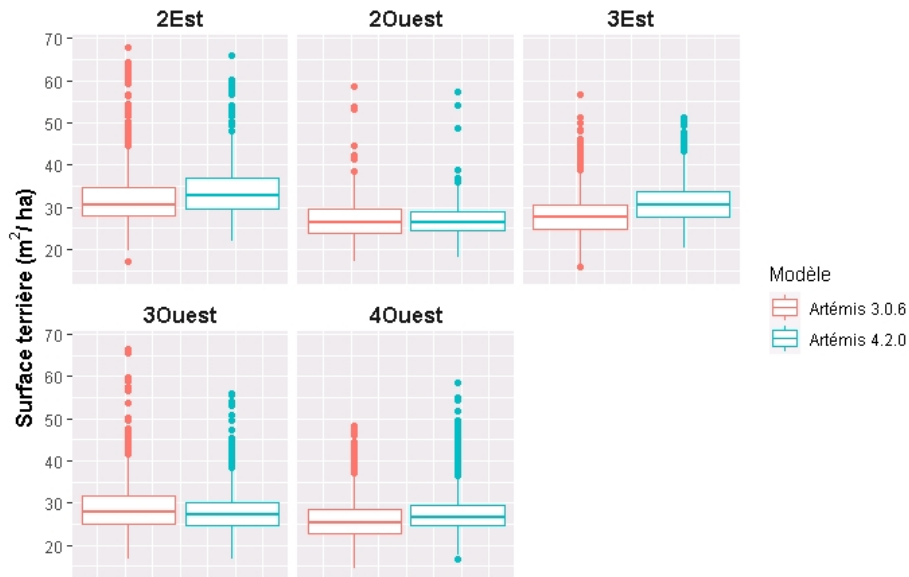 2Est 2Ouest 3Est
70
60
50
40
30
20
3Ouest 4Ouest
70
60
50
40
30
20
Surface terrière (m²/ ha)
Modèle
Artémis 3.0.6
Artémis 4.2.0